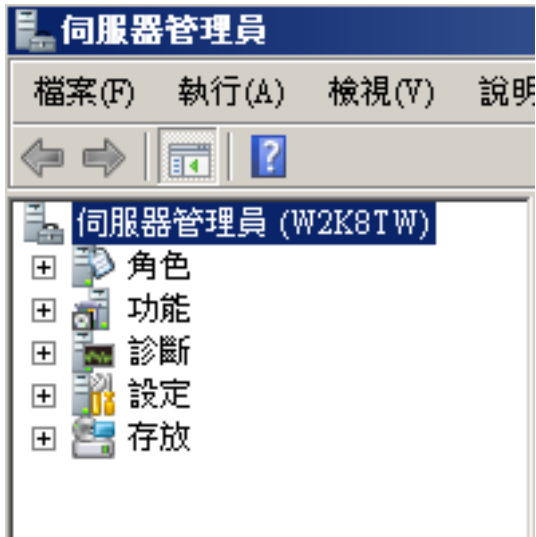 伺服器管理員
檔案(F) 執行(A) 檢視(V) 說明
伺服器管理員 (W2K8TW)
角色
功能
診斷
設定
存放